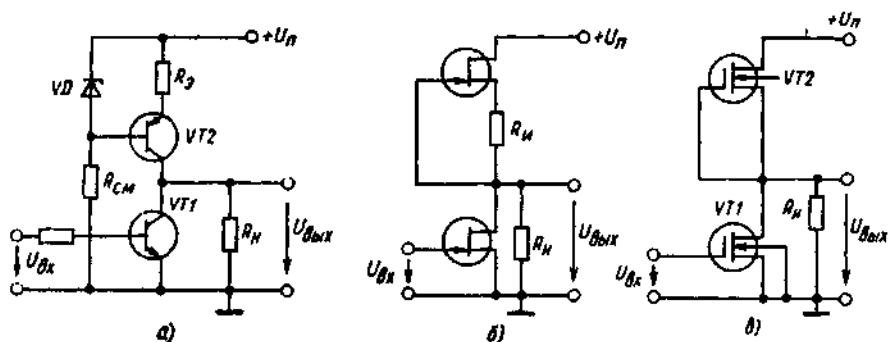 +Uп
VD
Rэ
VT2
Rсм
VT1
Rн
Uвх
Uвых
а)
+Uп
Rи
Rн
Uвх
Uвых
б)
+Uп
VT2
VT1
Rн
Uвх
Uвых
в)